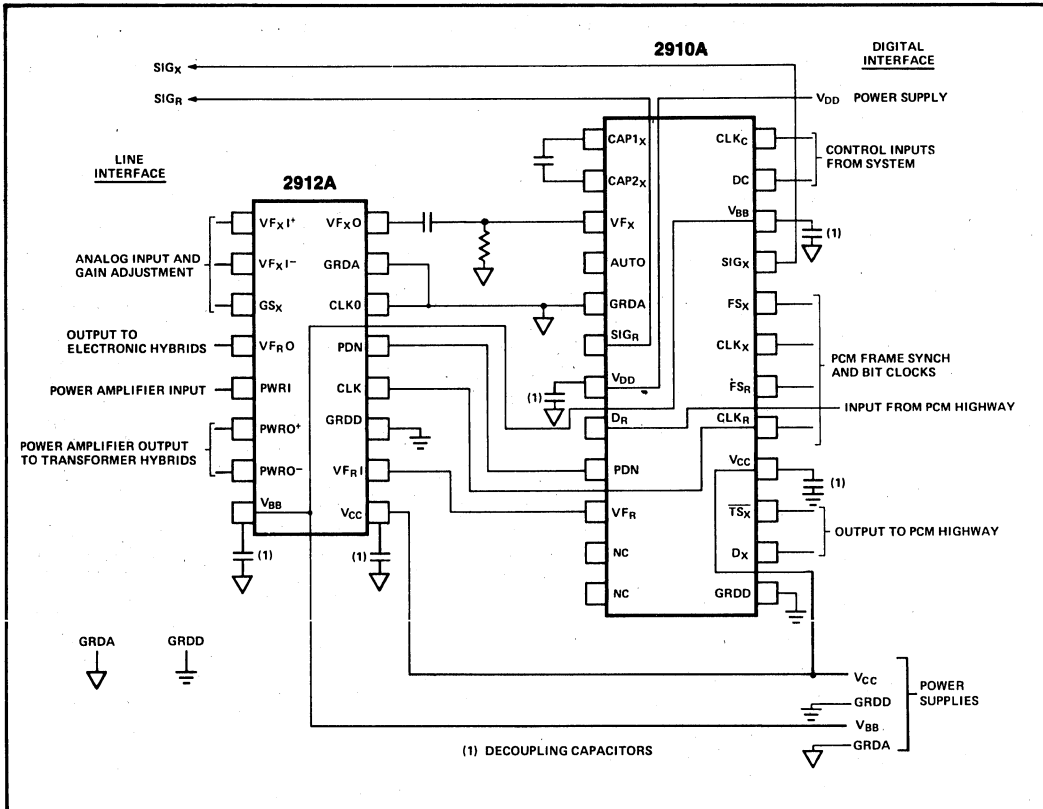 2910A
DIGITAL
INTERFACE
SIGX
SIGR
VDD POWER SUPPLY
LINE
INTERFACE
2912A
CAP1X
CAP2X
VFX
AUTO
GRDA
SIGR
VDD
DR
PDN
VFR
NC
NC
CLKC
DC
VBB
SIGX
FSX
CLKX
FSR
CLKR
VCC
TSX
DX
GRDD
CONTROL INPUTS
FROM SYSTEM
(1)
PCM FRAME SYNCH
AND BIT CLOCKS
INPUT FROM PCM HIGHWAY
(1)
OUTPUT TO PCM HIGHWAY
ANALOG INPUT AND
GAIN ADJUSTMENT
OUTPUT TO
ELECTRONIC HYBRIDS
POWER AMPLIFIER INPUT
POWER AMPLIFIER OUTPUT
TO TRANSFORMER HYBRIDS
VFXI+
VFXI−
GSX
VFRO
PWRI
PWRO+
PWRO−
VBB
VFXO
GRDA
CLK0
PDN
CLK
GRDD
VFRI
VCC
(1)
(1)
(1)
GRDA
GRDD
VCC
GRDD
VBB
GRDA
POWER
SUPPLIES
(1) DECOUPLING CAPACITORS